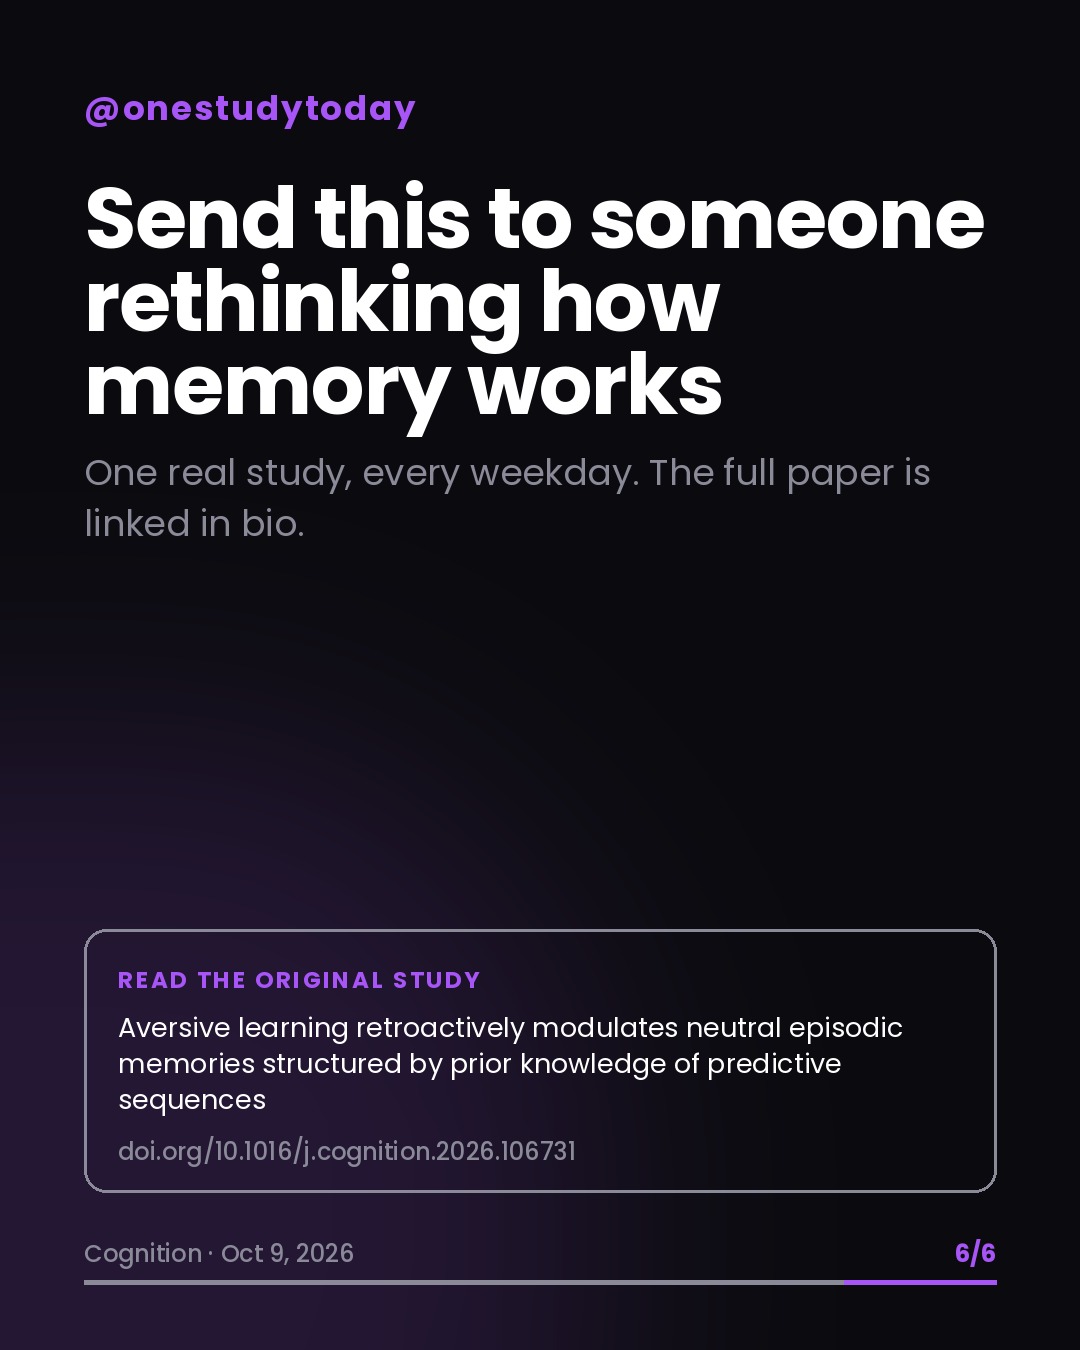 @onestudytoday
Send this to someone
rethinking how
memory works
One real study, every weekday. The full paper is
linked in bio.
READ THE ORIGINAL STUDY
Aversive learning retroactively modulates neutral episodic
memories structured by prior knowledge of predictive
sequences
doi.org/10.1016/j.cognition.2026.106731
Cognition · Oct 9, 2026
6/6